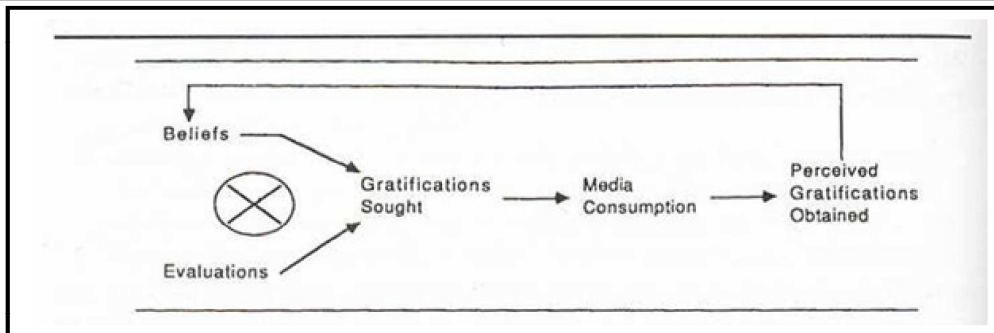 Beliefs
Gratifications
Sought
Media
Consumption
Perceived
Gratifications
Obtained
Evaluations